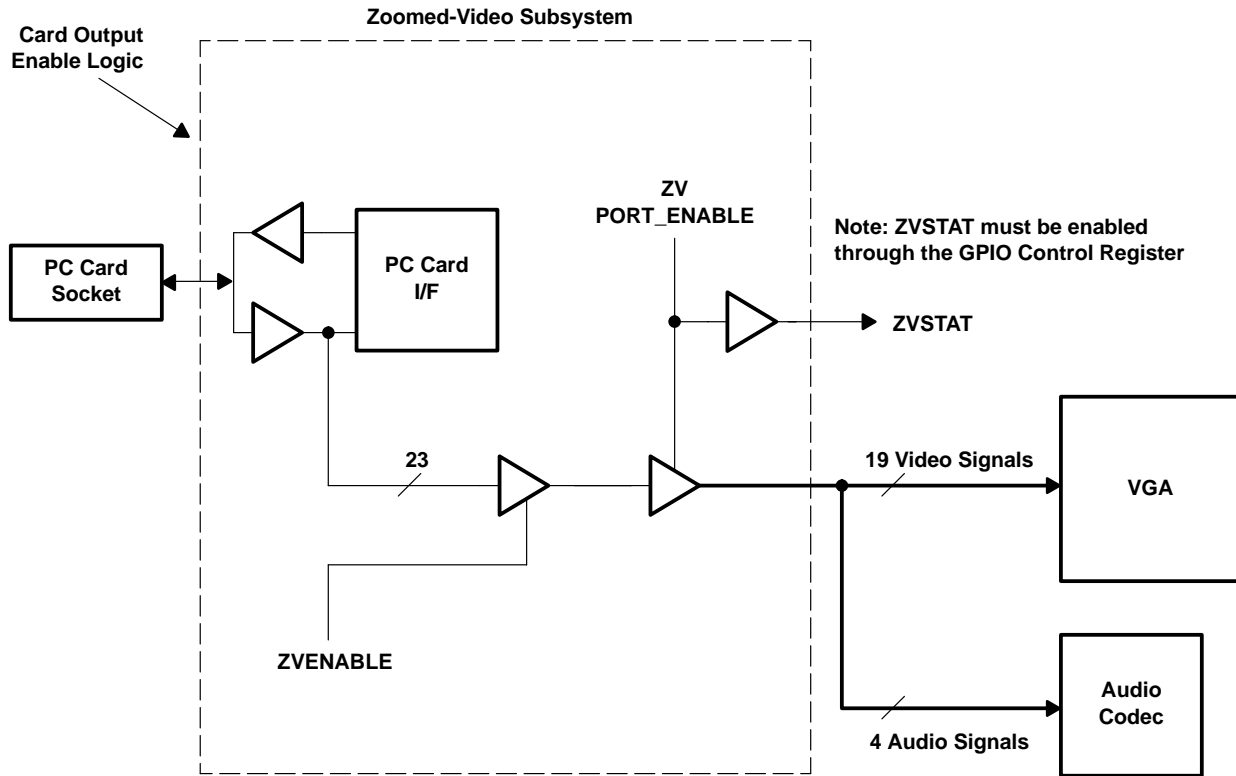 Zoomed-Video Subsystem
Card Output
Enable Logic
ZV
PORT_ENABLE
Note: ZVSTAT must be enabled
through the GPIO Control Register
PC Card
Socket
PC Card
I/F
ZVSTAT
23
19 Video Signals
VGA
ZVENABLE
Audio
Codec
4 Audio Signals